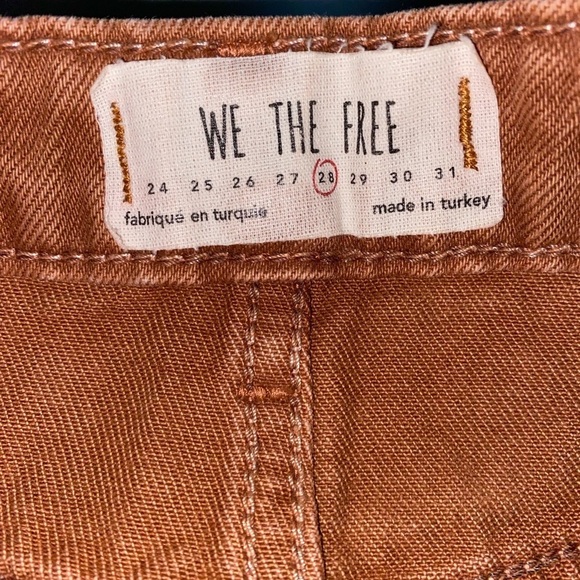 WE THE FREE
24 25 26 27 28 29 30 31
fabriqué en turquie made in turkey